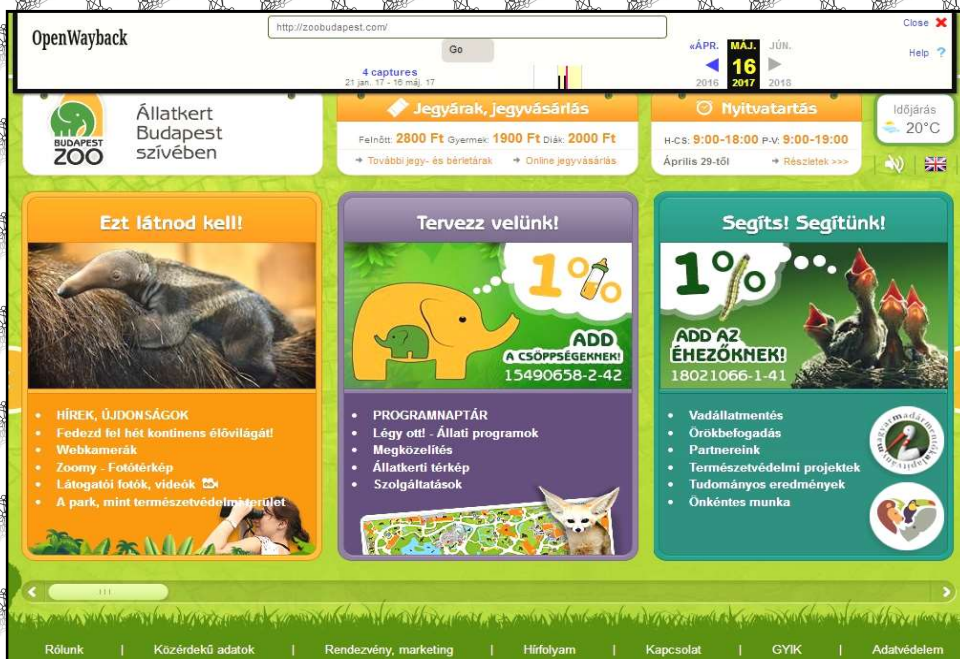 OpenWayback
http://zoobudapest.com/
Go
4 captures
21 jan. 17 - 16 máj. 17
«ÁPR. MÁJ. JÚN.
16
2016 2017 2018
Close
Help ?
BUDAPEST
ZOO
Állatkert
Budapest
szívében
Jegyárak, jegyvásárlás
Felnőtt: 2800 Ft Gyermek: 1900 Ft Diák: 2000 Ft
További jegy- és bérletárak Online jegyvásárlás
Nyitvatartás
H-CS: 9:00-18:00 P-V: 9:00-19:00
Április 29-től Részletek >>>
Időjárás
20°C
Ezt látnod kell!
HÍREK, ÚJDONSÁGOK
Fedezd fel hét kontinens élővilágát!
Webkamerák
Zoomy - Fotótérkép
Látogatói fotók, videók
A park, mint természetvédelmi terület
Tervezz velünk!
1%
ADD
A CSÖPPSÉGEKNEK!
15490658-2-42
PROGRAMNAPTÁR
Légy ott! - Állati programok
Megközelítés
Állatkerti térkép
Szolgáltatások
Segíts! Segítünk!
1%
ADD AZ
ÉHEZŐKNEK!
18021066-1-41
Vadállatmentés
Örökbefogadás
Partnereink
Természetvédelmi projektek
Tudományos eredmények
Önkéntes munka
magyar madármentők alapítvány
Rólunk | Közérdekű adatok | Rendezvény, marketing | Hírfolyam | Kapcsolat | GYIK | Adatvédelem